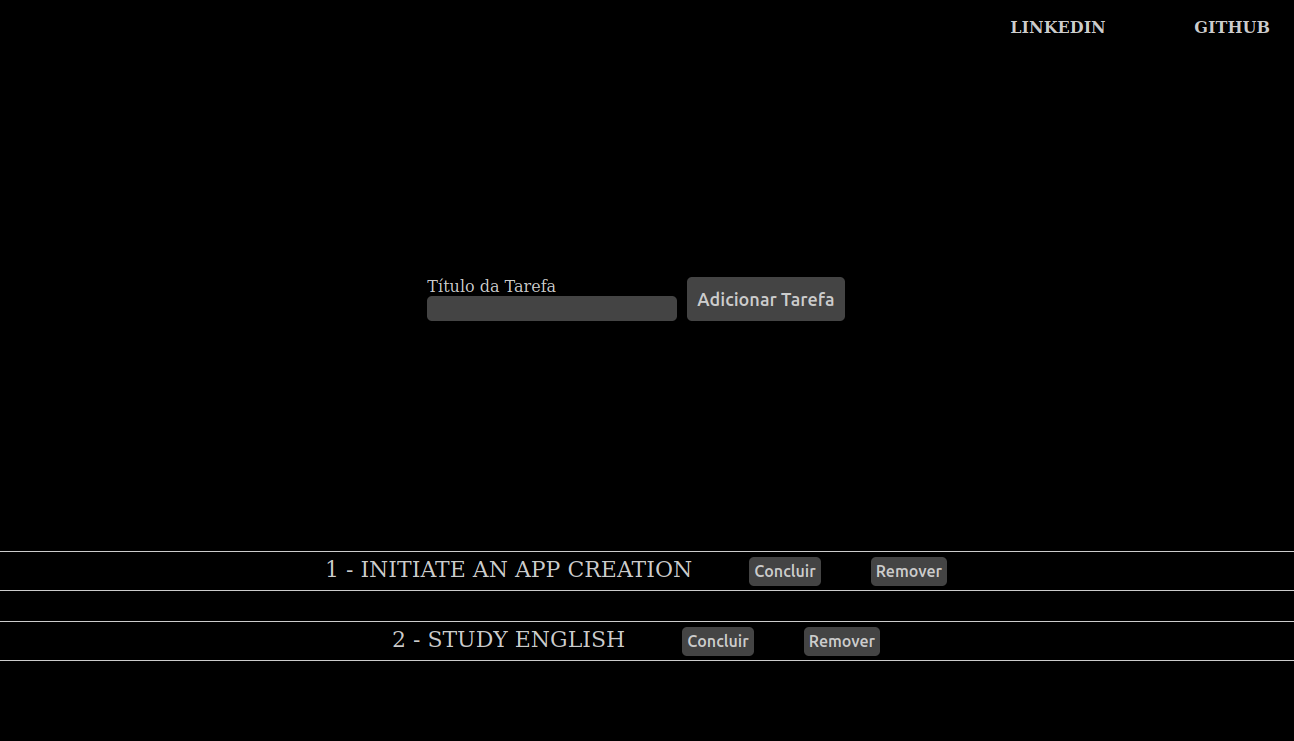 LINKEDIN GITHUB
Título da Tarefa
Adicionar Tarefa
1 - INITIATE AN APP CREATION Concluir Remover
2 - STUDY ENGLISH Concluir Remover